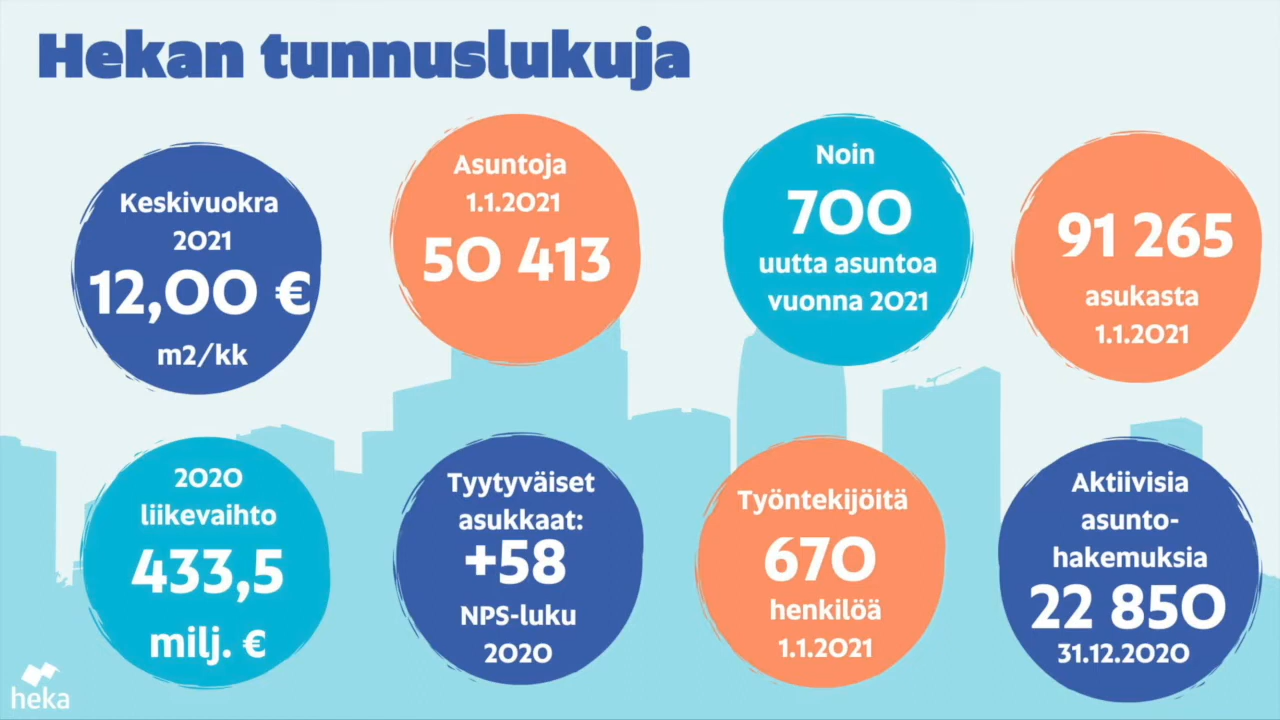 Hekan tunnuslukuja
Keskivuokra
2021
12,00 €
m2/kk
Asuntoja
1.1.2021
50 413
Noin
700
uutta asuntoa
vuonna 2021
91 265
asukasta
1.1.2021
2020
liikevaihto
433,5
milj. €
Tyytyväiset
asukkaat:
+58
NPS-luku
2020
Työntekijöitä
670
henkilöä
1.1.2021
Aktiivisia
asunto-
hakemuksia
22 850
31.12.2020
heka